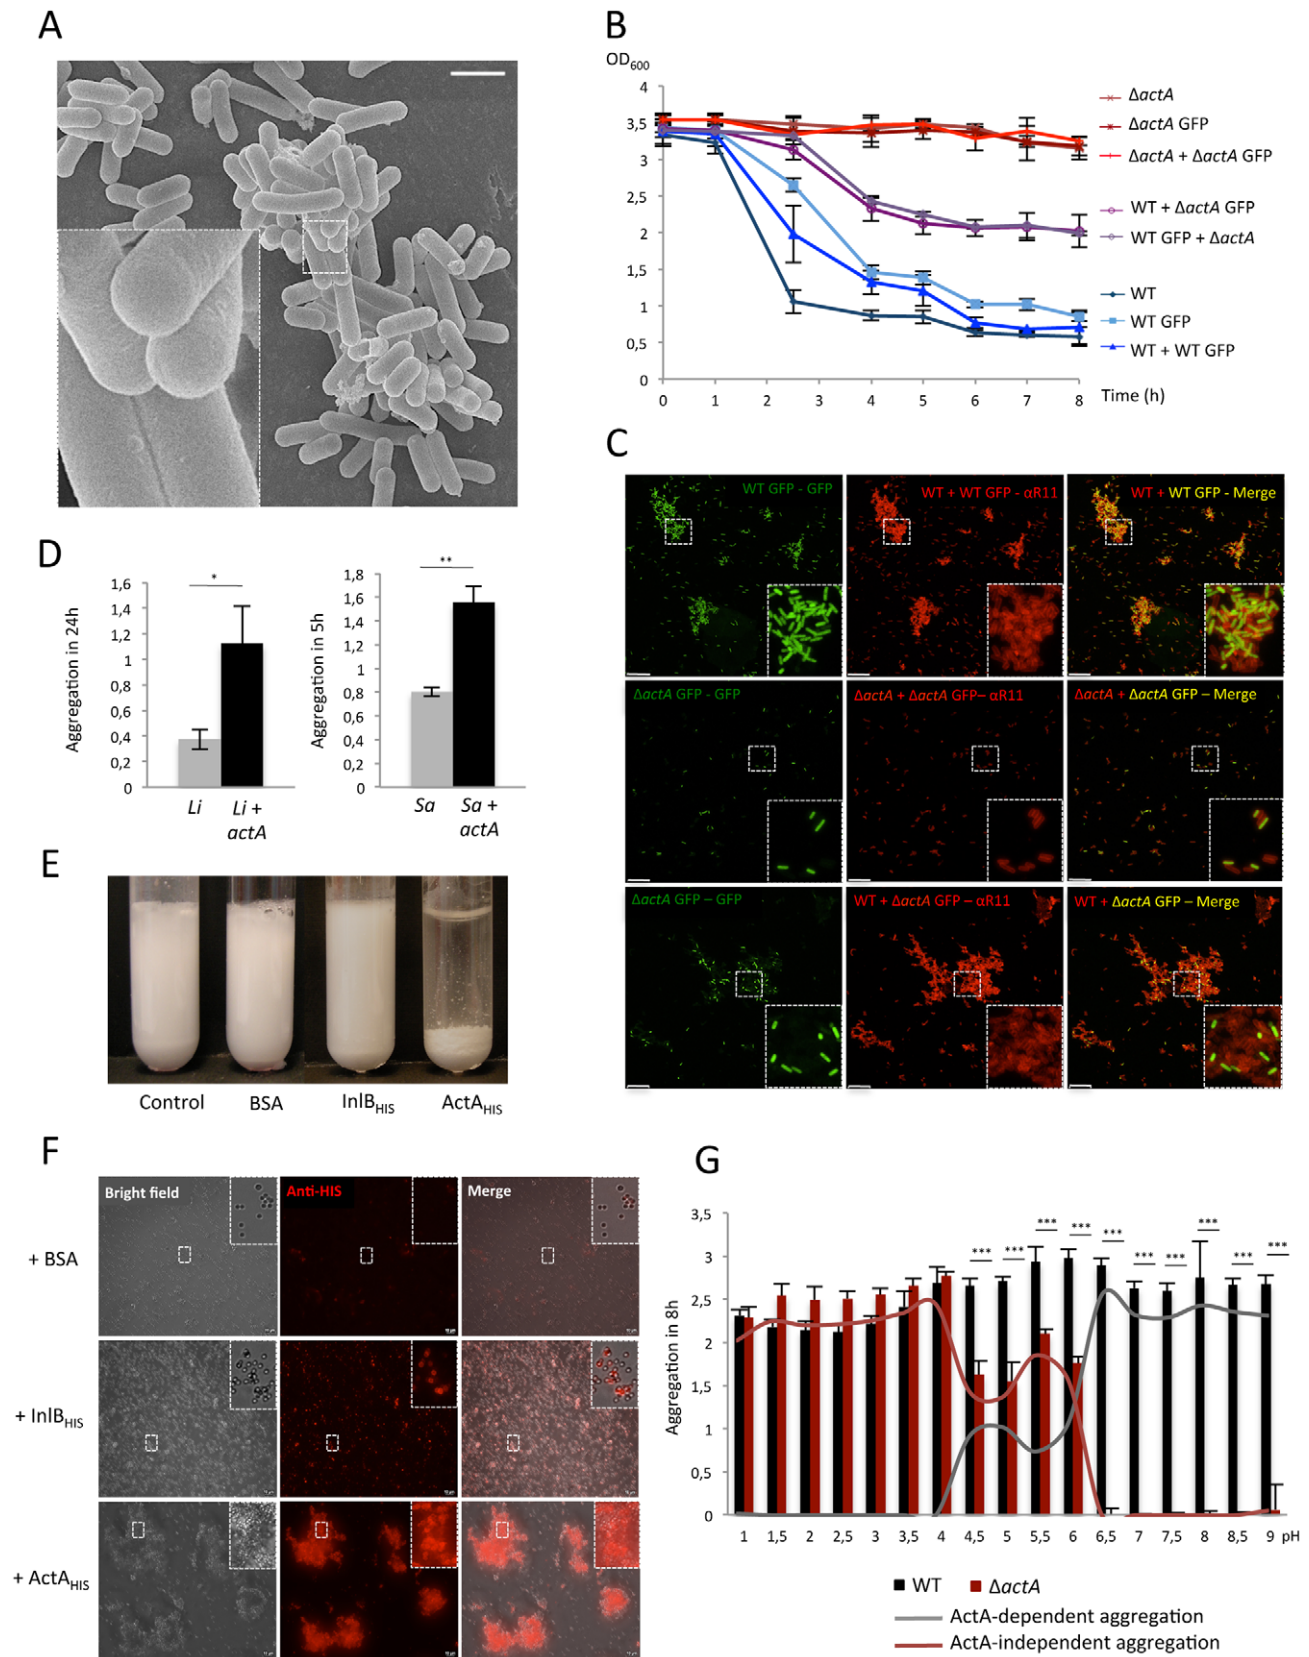 A
B
OD600
4
3,5
3
2,5
2
1,5
1
0,5
0
0 1 2 3 4 5 6 7 8
Time (h)
ΔactA
ΔactA GFP
ΔactA + ΔactA GFP
WT + ΔactA GFP
WT GFP + ΔactA
WT
WT GFP
WT + WT GFP
C
WT GFP - GFP
WT + WT GFP - αR11
WT + WT GFP - Merge
ΔactA GFP - GFP
ΔactA + ΔactA GFP– αR11
ΔactA + ΔactA GFP – Merge
ΔactA GFP – GFP
WT + ΔactA GFP – αR11
WT + ΔactA GFP – Merge
D
Aggregation in 24h
1,6
1,4
1,2
1
0,8
0,6
0,4
0,2
0
*
Li
Li + actA
Aggregation in 5h
1,8
1,6
1,4
1,2
1
0,8
0,6
0,4
0,2
0
**
Sa
Sa + actA
E
Control
BSA
InlBHIS
ActAHIS
F
Bright field
Anti-HIS
Merge
+ BSA
+ InlBHIS
+ ActAHIS
G
Aggregation in 8h
3,5
3
2,5
2
1,5
1
0,5
0
*** *** *** *** *** *** *** *** *** ***
1 1,5 2 2,5 3 3,5 4 4,5 5 5,5 6 6,5 7 7,5 8 8,5 9 pH
WT
ΔactA
ActA-dependent aggregation
ActA-independent aggregation